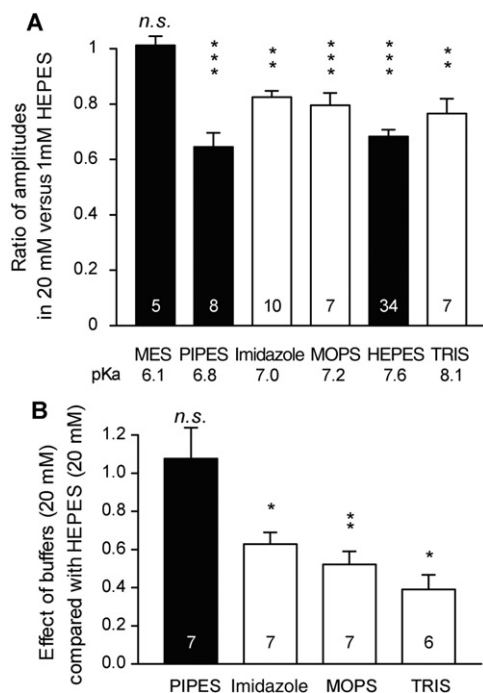 A
n.s.
***
**
***
***
**
Ratio of amplitudes
in 20 mM versus 1mM HEPES
1
0.8
0.6
0.4
0.2
0
5
8
10
7
34
7
MES PIPES Imidazole MOPS HEPES TRIS
pKa 6.1 6.8 7.0 7.2 7.6 8.1
B
n.s.
*
**
*
Effect of buffers (20 mM)
compared with HEPES (20 mM)
1.2
1.0
0.8
0.6
0.4
0.2
0.0
7
7
7
6
PIPES Imidazole MOPS TRIS